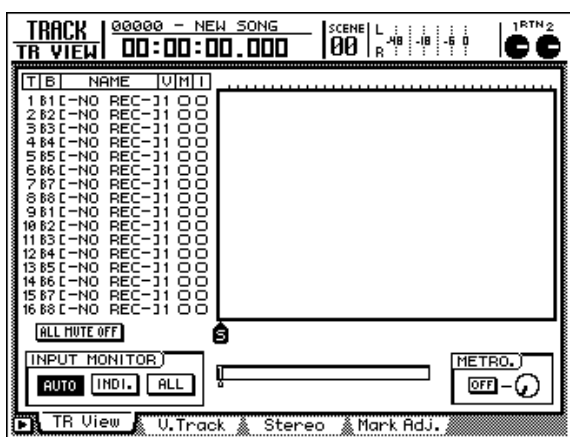 TRACK 00000 - NEW SONG SCENE L -48 -18 -6 0 1 RTN 2
TR VIEW 00:00:00.000 00 R
T B NAME V M I
1 B1 [-NO REC-] 1
2 B2 [-NO REC-] 1
3 B3 [-NO REC-] 1
4 B4 [-NO REC-] 1
5 B5 [-NO REC-] 1
6 B6 [-NO REC-] 1
7 B7 [-NO REC-] 1
8 B8 [-NO REC-] 1
9 B1 [-NO REC-] 1
10 B2 [-NO REC-] 1
11 B3 [-NO REC-] 1
12 B4 [-NO REC-] 1
13 B5 [-NO REC-] 1
14 B6 [-NO REC-] 1
15 B7 [-NO REC-] 1
16 B8 [-NO REC-] 1
ALL MUTE OFF S
INPUT MONITOR METRO.
AUTO INDI. ALL OFF
TR View V.Track Stereo Mark Adj.